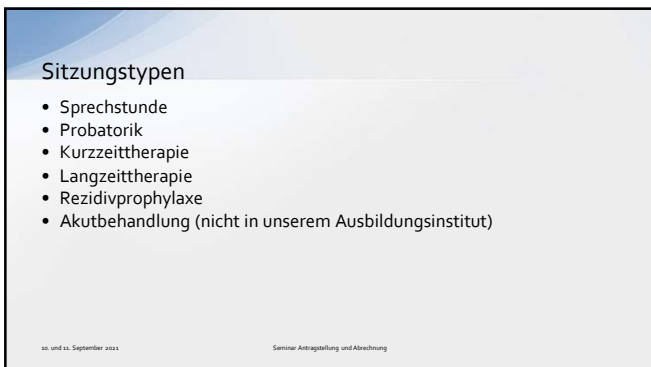 Sitzungstypen
• Sprechstunde
• Probatorik
• Kurzzeittherapie
• Langzeittherapie
• Rezidivprophylaxe
• Akutbehandlung (nicht in unserem Ausbildungsinstitut)
10. und 11. September 2021
Seminar Antragstellung und Abrechnung